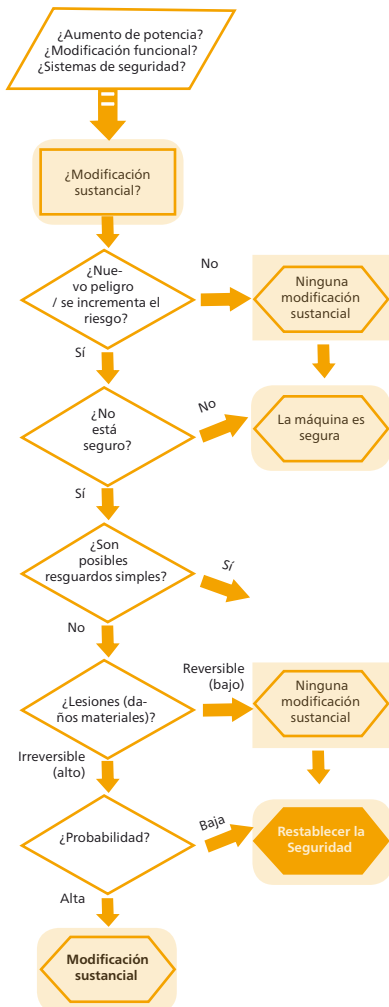 ¿Aumento de potencia?
¿Modificación funcional?
¿Sistemas de seguridad?
¿Modificación
sustancial?
¿Nue-
vo peligro
/ se incrementa el
riesgo?
No
Ninguna
modificación
sustancial
Sí
¿No
está
seguro?
No
La máquina es
segura
Sí
¿Son
posibles
resguardos simples?
Sí
No
¿Lesiones (da-
ños materiales)?
Reversible
(bajo)
Ninguna
modificación
sustancial
Irreversible
(alto)
¿Probabilidad?
Baja
Restablecer la
Seguridad
Alta
Modificación
sustancial